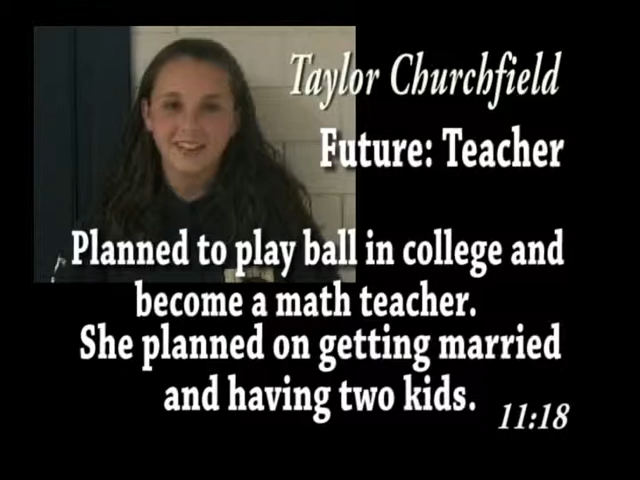 Taylor Churchfield
Future: Teacher
Planned to play ball in college and
become a math teacher.
She planned on getting married
and having two kids.
11:18